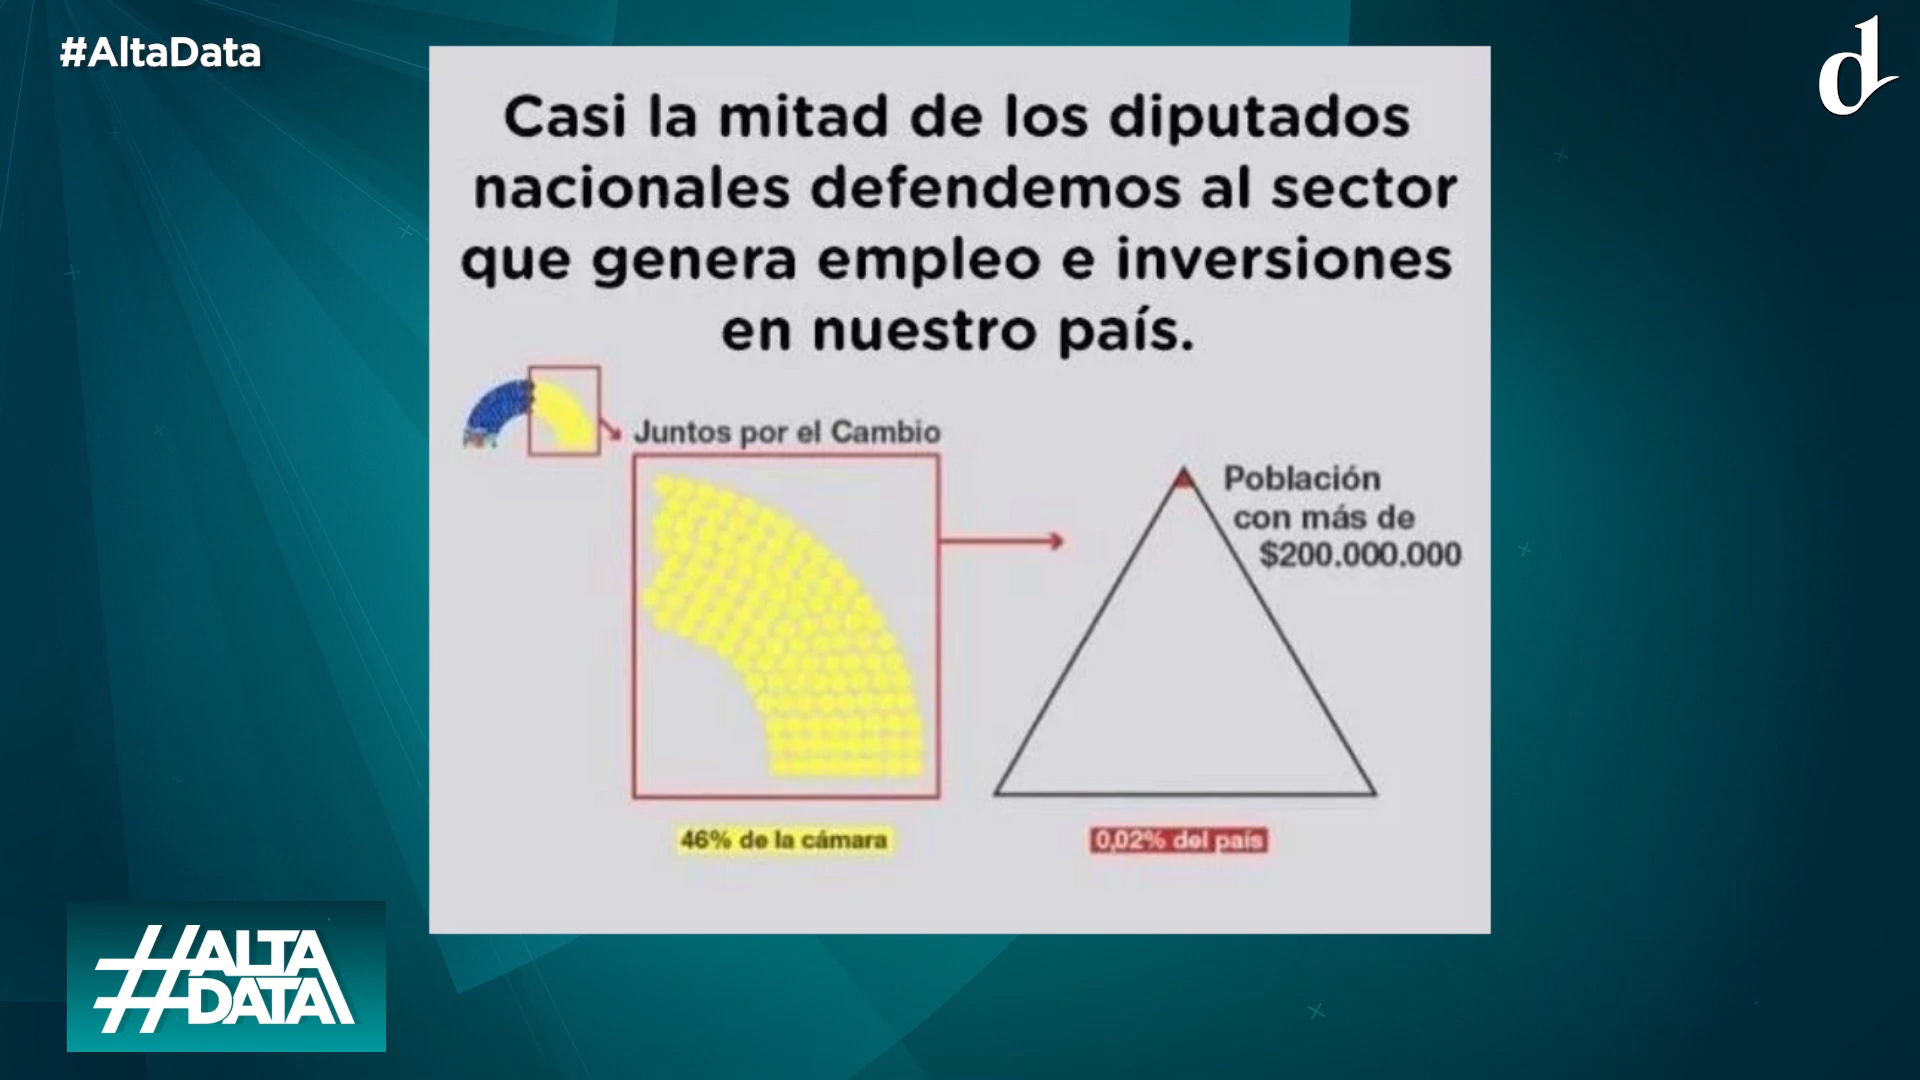 #AltaData
d
Casi la mitad de los diputados
nacionales defendemos al sector
que genera empleo e inversiones
en nuestro país.
Juntos por el Cambio
Población
con más de
$200.000.000
46% de la cámara
0,02% del país
#ALTA
DATA